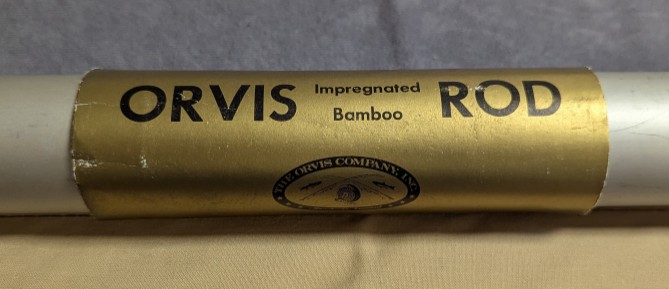 ORVIS Impregnated Bamboo ROD
THE ORVIS COMPANY, INC